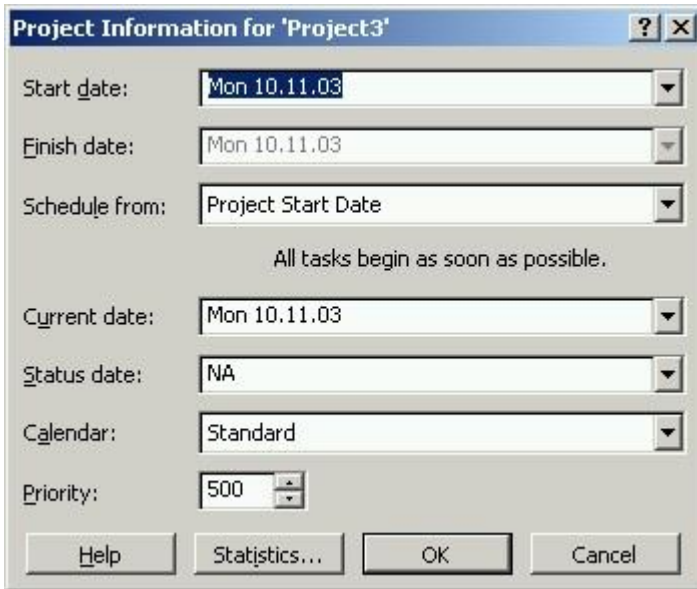 Project Information for 'Project3'
Start date: Mon 10.11.03
Finish date: Mon 10.11.03
Schedule from: Project Start Date
All tasks begin as soon as possible.
Current date: Mon 10.11.03
Status date: NA
Calendar: Standard
Priority: 500
Help Statistics... OK Cancel